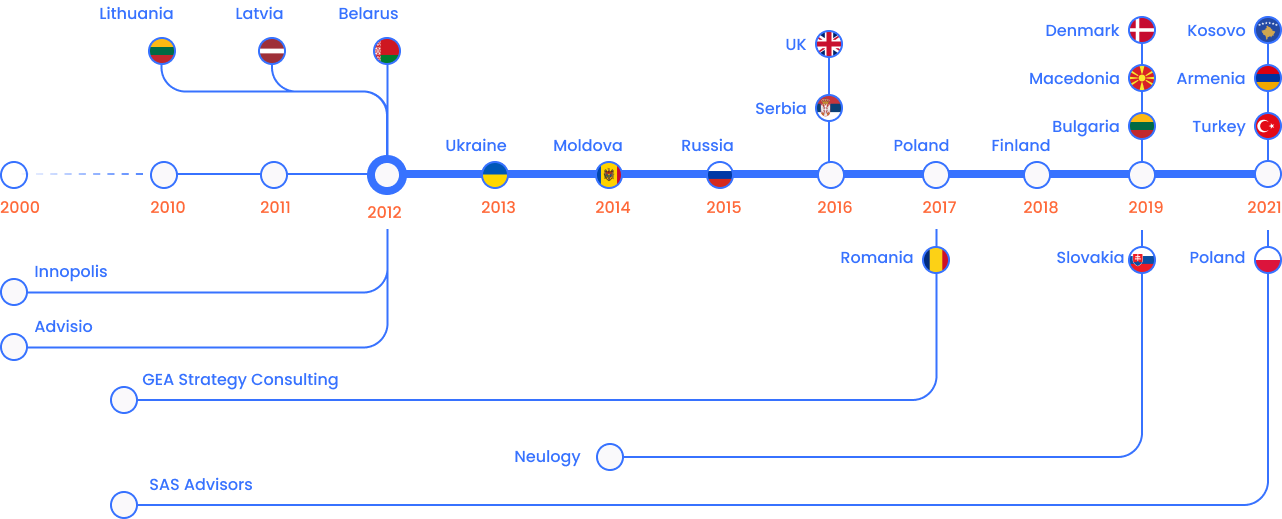 Lithuania
Latvia
Belarus
UK
Denmark
Kosovo
Macedonia
Armenia
Serbia
Bulgaria
Turkey
Ukraine
Moldova
Russia
Poland
Finland
2000
2010
2011
2012
2013
2014
2015
2016
2017
2018
2019
2021
Romania
Slovakia
Poland
Innopolis
Advisio
GEA Strategy Consulting
Neulogy
SAS Advisors